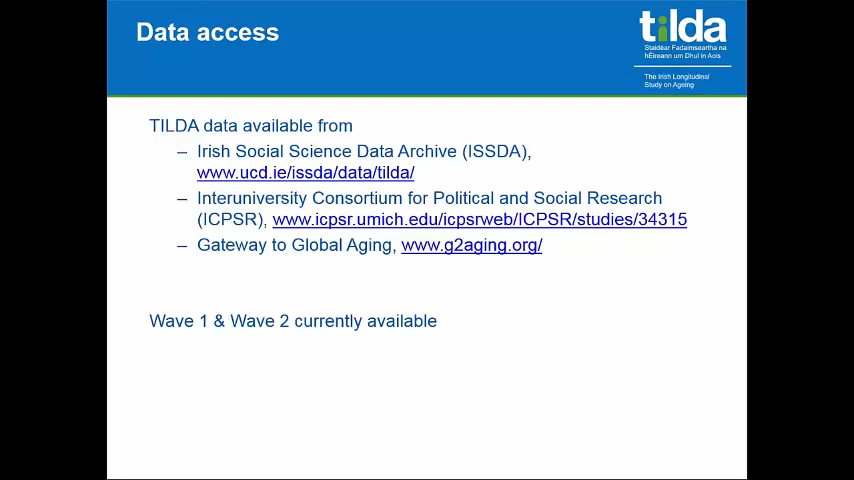 Data access
tilda
Staidéar Fadaimseartha na
hÉireann um Dhul in Aois
The Irish Longitudinal
Study on Ageing
TILDA data available from
– Irish Social Science Data Archive (ISSDA),
www.ucd.ie/issda/data/tilda/
– Interuniversity Consortium for Political and Social Research
(ICPSR), www.icpsr.umich.edu/icpsrweb/ICPSR/studies/34315
– Gateway to Global Aging, www.g2aging.org/
Wave 1 & Wave 2 currently available